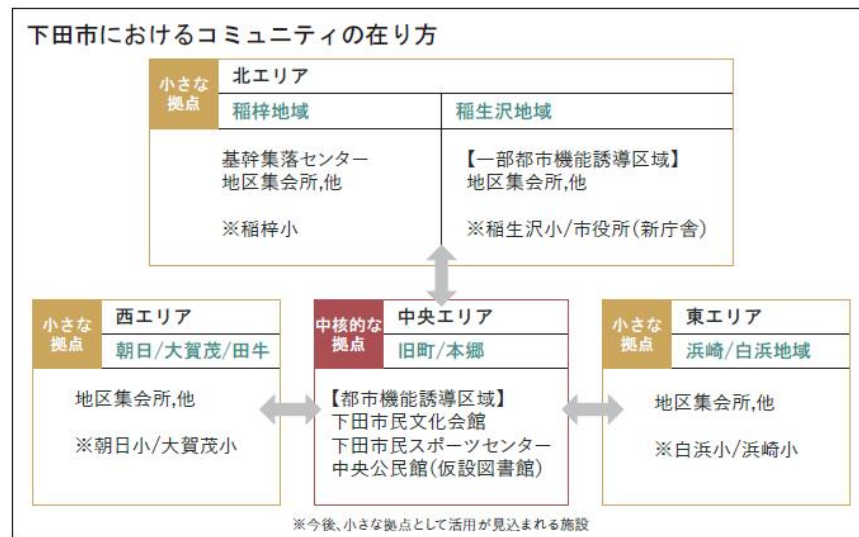 下田市におけるコミュニティの在り方
小さな
拠点
北エリア
稲梓地域
稲生沢地域
基幹集落センター
地区集会所,他
※稲梓小
【一部都市機能誘導区域】
地区集会所,他
※稲生沢小/市役所(新庁舎)
小さな
拠点
西エリア
朝日/大賀茂/田牛
地区集会所,他
※朝日小/大賀茂小
中核的な
拠点
中央エリア
旧町/本郷
【都市機能誘導区域】
下田市民文化会館
下田市民スポーツセンター
中央公民館(仮設図書館)
小さな
拠点
東エリア
浜崎/白浜地域
地区集会所,他
※白浜小/浜崎小
※今後、小さな拠点として活用が見込まれる施設